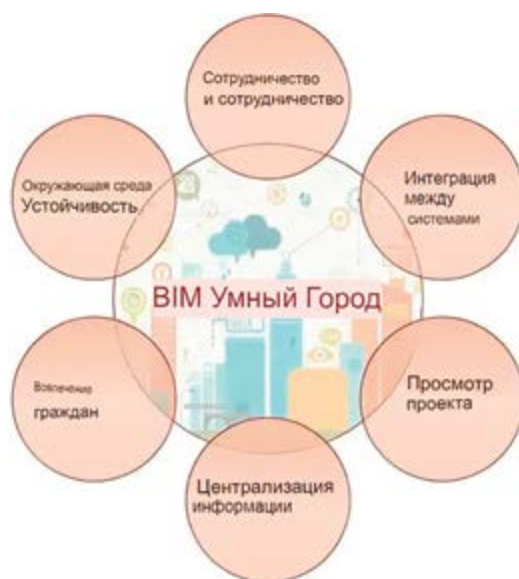 Сотрудничество
и сотрудничество
Окружающая среда
Устойчивость
Интеграция
между
системами
BIM Умный Город
Вовлечение
граждан
Просмотр
проекта
Централизация
информации